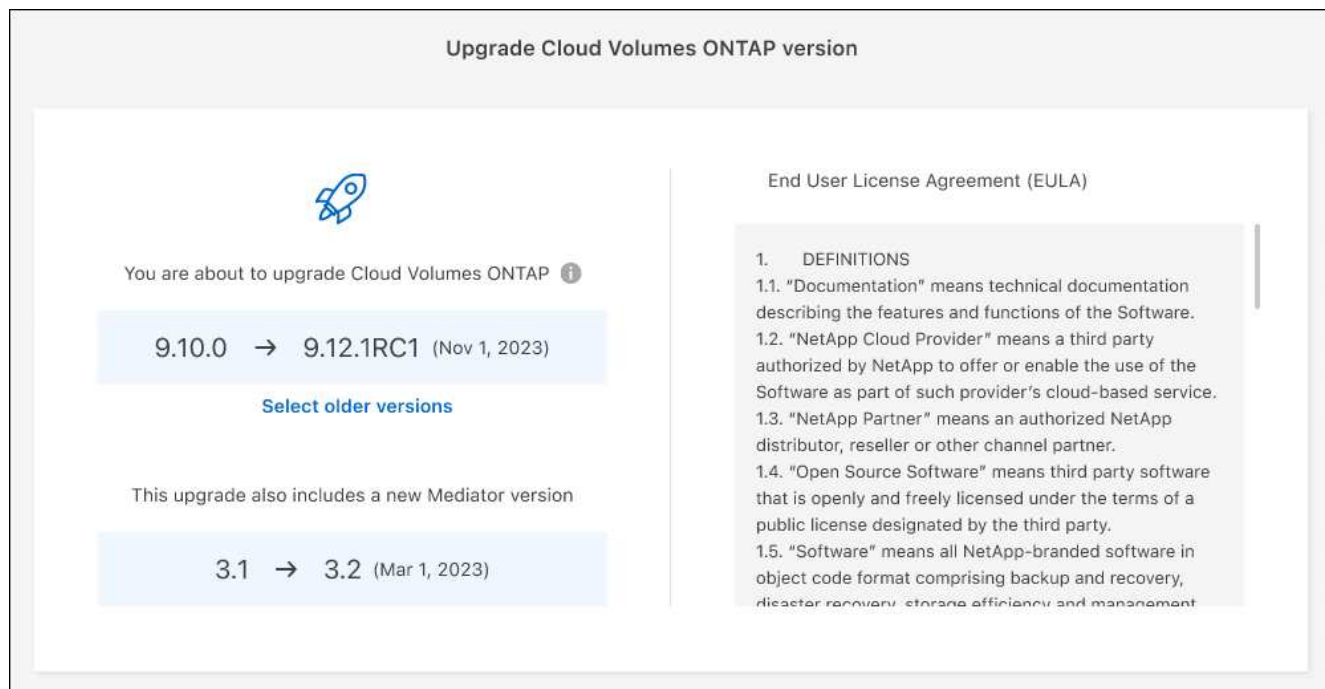 Upgrade Cloud Volumes ONTAP version
You are about to upgrade Cloud Volumes ONTAP
9.10.0 → 9.12.1RC1 (Nov 1, 2023)
Select older versions
This upgrade also includes a new Mediator version
3.1 → 3.2 (Mar 1, 2023)
End User License Agreement (EULA)
1. DEFINITIONS
1.1. “Documentation” means technical documentation
describing the features and functions of the Software.
1.2. “NetApp Cloud Provider” means a third party
authorized by NetApp to offer or enable the use of the
Software as part of such provider’s cloud-based service.
1.3. “NetApp Partner” means an authorized NetApp
distributor, reseller or other channel partner.
1.4. “Open Source Software” means third party software
that is openly and freely licensed under the terms of a
public license designated by the third party.
1.5. “Software” means all NetApp-branded software in
object code format comprising backup and recovery,
disaster recovery, storage efficiency and management